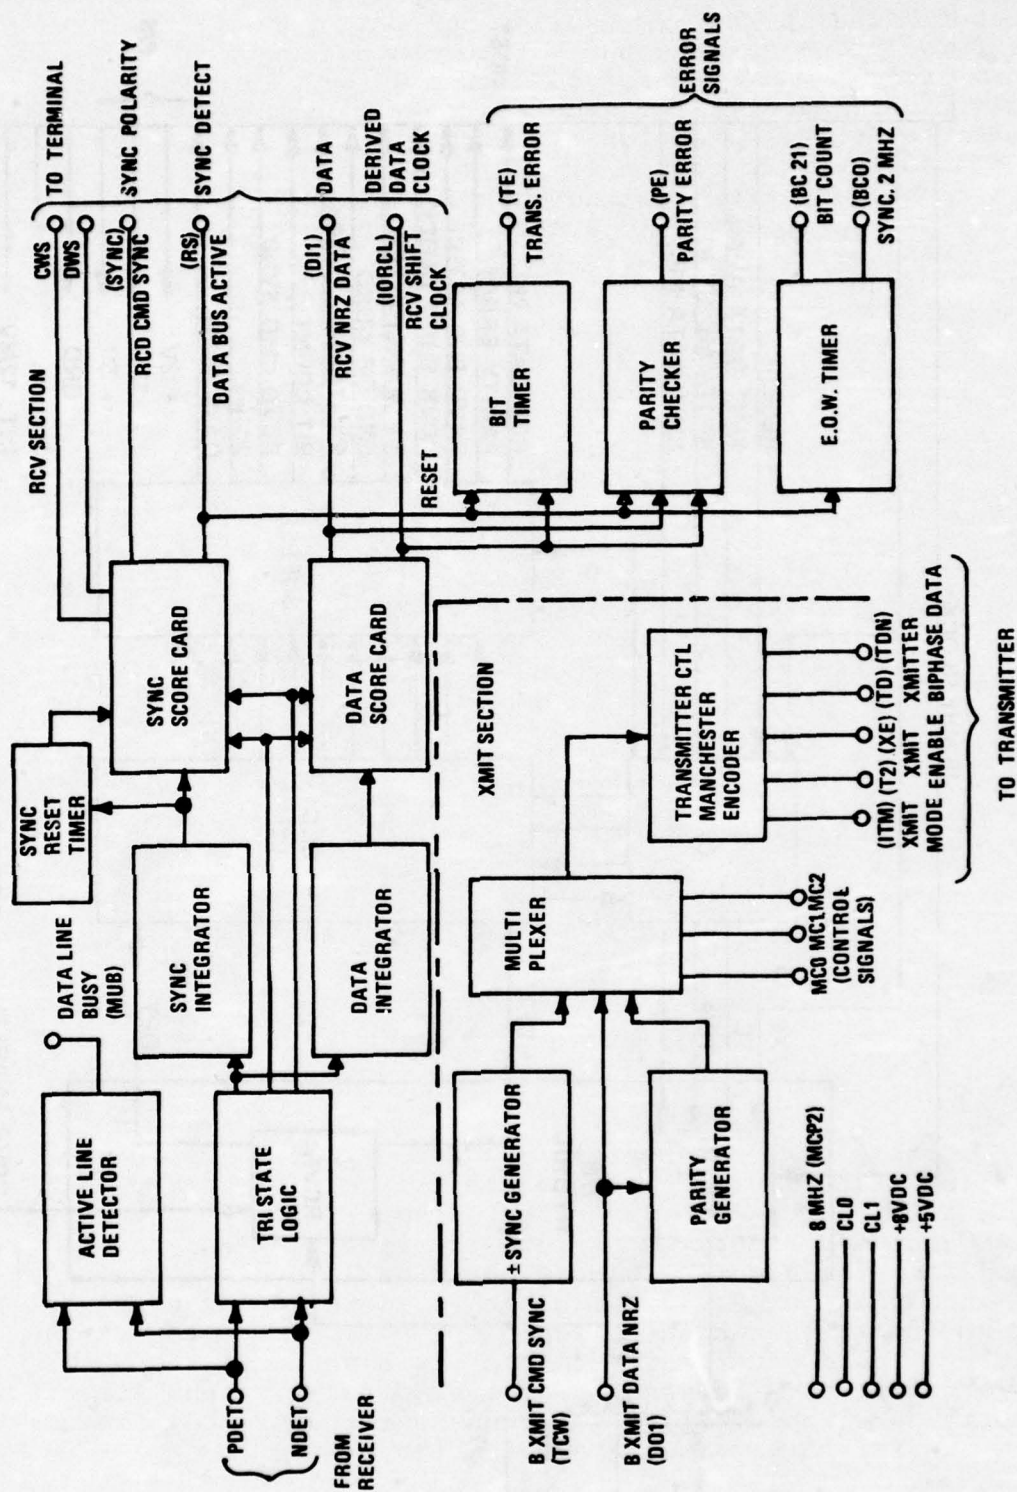 RCV SECTION
CWS
TO TERMINAL
DWS
(SYNC)
RCD CMD SYNC
SYNC POLARITY
(RS)
DATA BUS ACTIVE
SYNC DETECT
(DI1)
RCV NRZ DATA
DATA
(IORCL)
RCV SHIFT
CLOCK
DERIVED
DATA
CLOCK
DATA LINE
BUSY
(MUB)
SYNC
RESET
TIMER
ACTIVE LINE
DETECTOR
SYNC
INTEGRATOR
SYNC
SCORE CARD
PDET
NDET
FROM
RECEIVER
TRI STATE
LOGIC
DATA
!NTEGRATOR
DATA
SCORE CARD
RESET
BIT
TIMER
(TE)
TRANS. ERROR
PARITY
CHECKER
(PE)
PARITY ERROR
ERROR
SIGNALS
E.O.W. TIMER
(BC 21)
BIT COUNT
(BCO)
SYNC. 2 MHZ
XMIT SECTION
B XMIT CMD SYNC
(TCW)
± SYNC GENERATOR
MULTI
PLEXER
TRANSMITTER CTL
MANCHESTER
ENCODER
B XMIT DATA NRZ
(DO1)
PARITY
GENERATOR
MC0 MC1 MC2
(CONTROL
SIGNALS)
(ITM) (T2) (XE) (TD) (TDN)
XMIT XMIT XMITTER
MODE ENABLE BIPHASE DATA
TO TRANSMITTER
8 MHZ (MCP2)
CL0
CL1
+8VDC
+5VDC